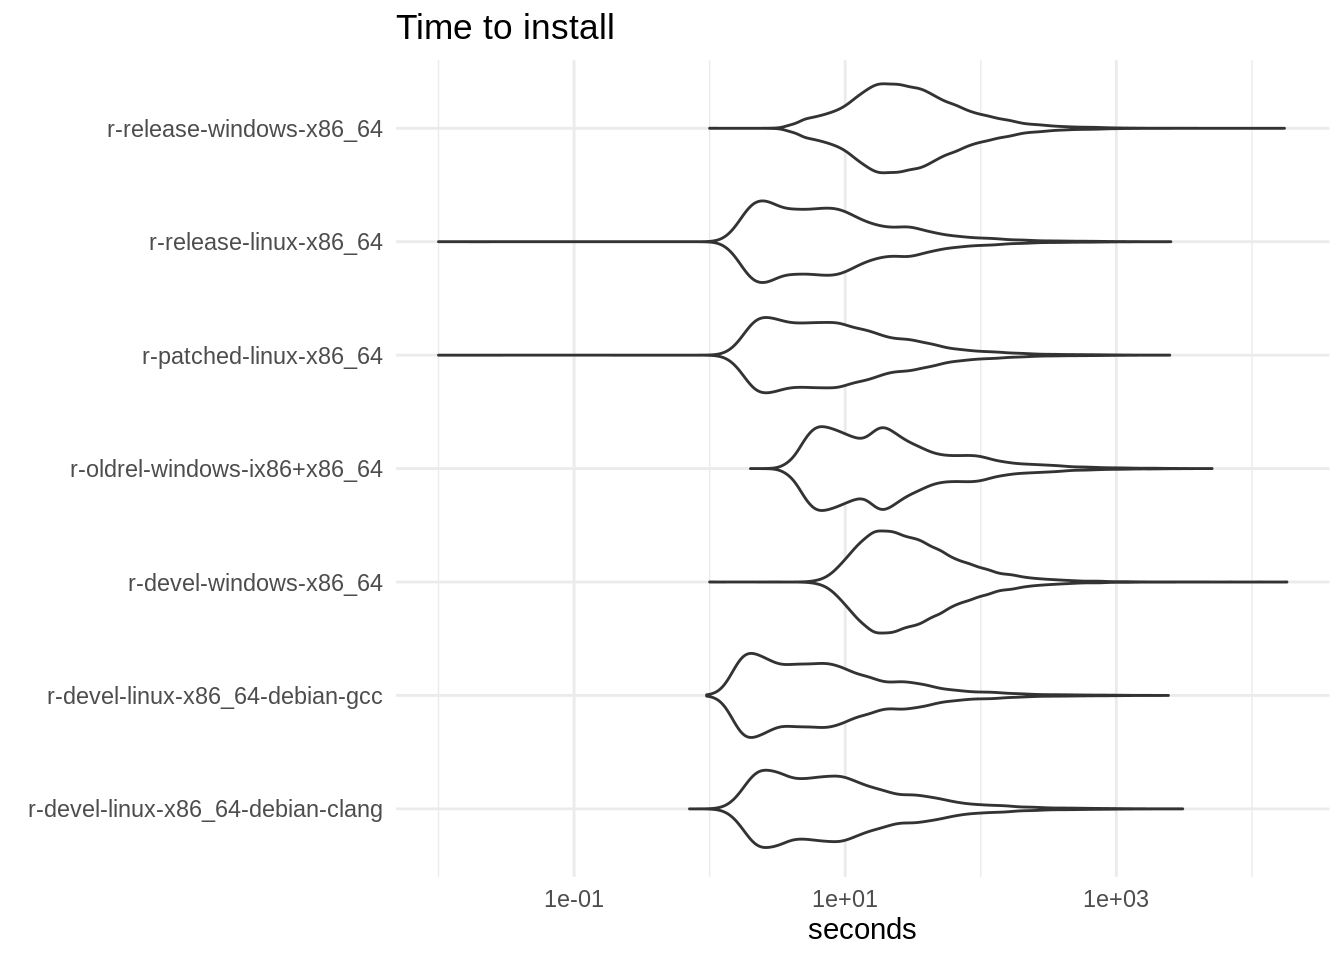 Time to install
r-release-windows-x86_64
r-release-linux-x86_64
r-patched-linux-x86_64
r-oldrel-windows-ix86+x86_64
r-devel-windows-x86_64
r-devel-linux-x86_64-debian-gcc
r-devel-linux-x86_64-debian-clang
1e-01 1e+01 1e+03
seconds